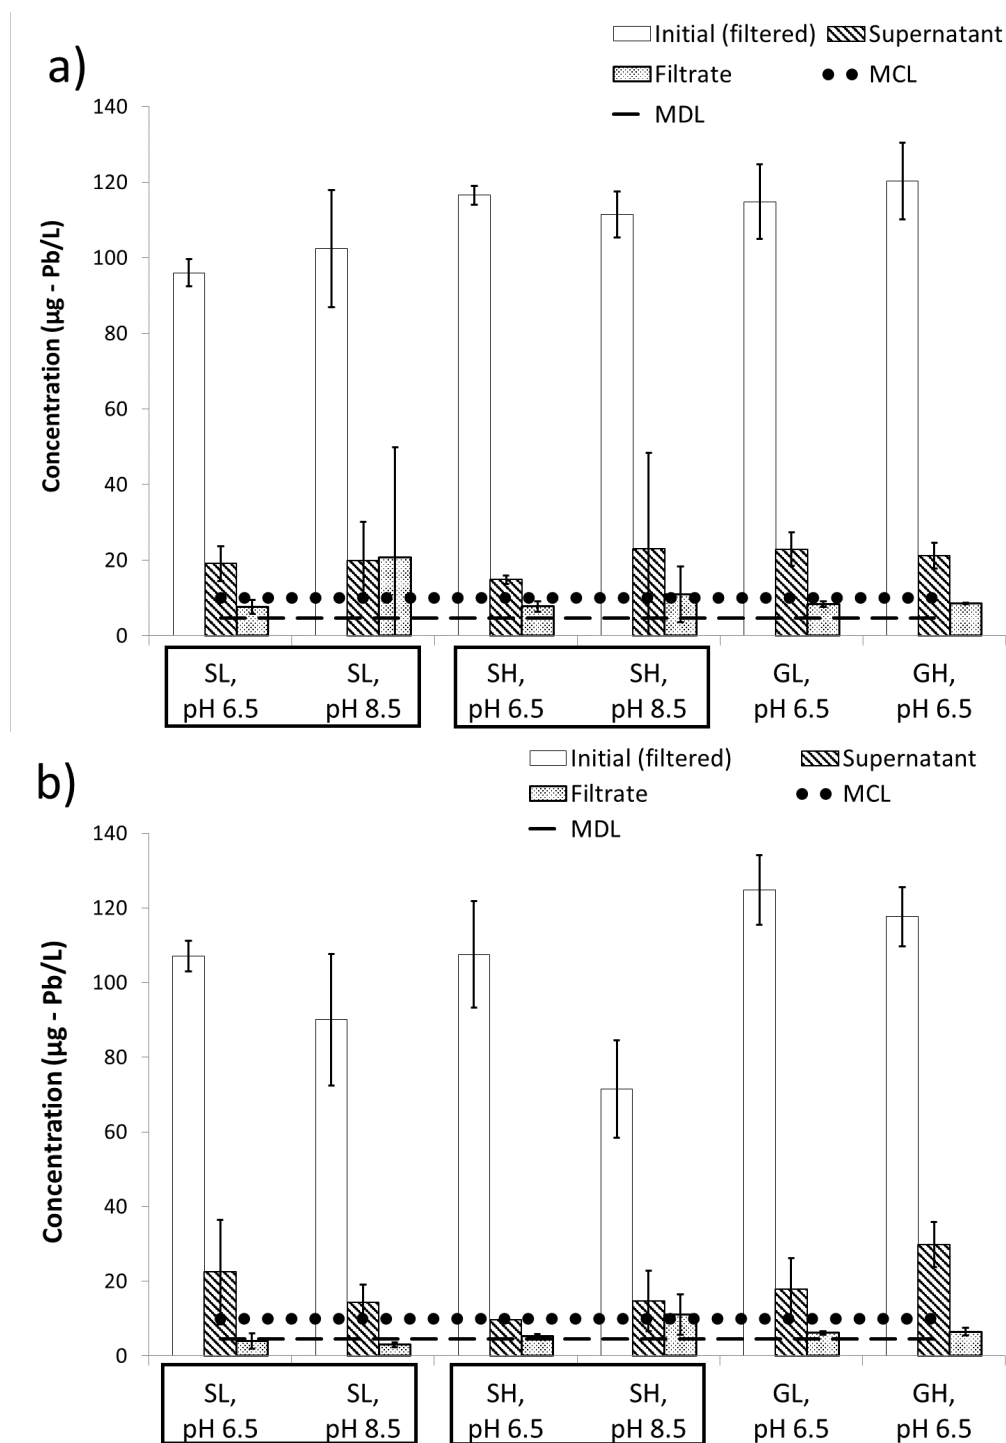 a)
Initial (filtered) Supernatant
Filtrate MCL
MDL
140
120
100
80
60
40
20
0
Concentration (µg - Pb/L)
SL, SL, SH, SH, GL, GH,
pH 6.5 pH 8.5 pH 6.5 pH 8.5 pH 6.5 pH 6.5
b)
Initial (filtered) Supernatant
Filtrate MCL
MDL
140
120
100
80
60
40
20
0
Concentration (µg - Pb/L)
SL, SL, SH, SH, GL, GH,
pH 6.5 pH 8.5 pH 6.5 pH 8.5 pH 6.5 pH 6.5